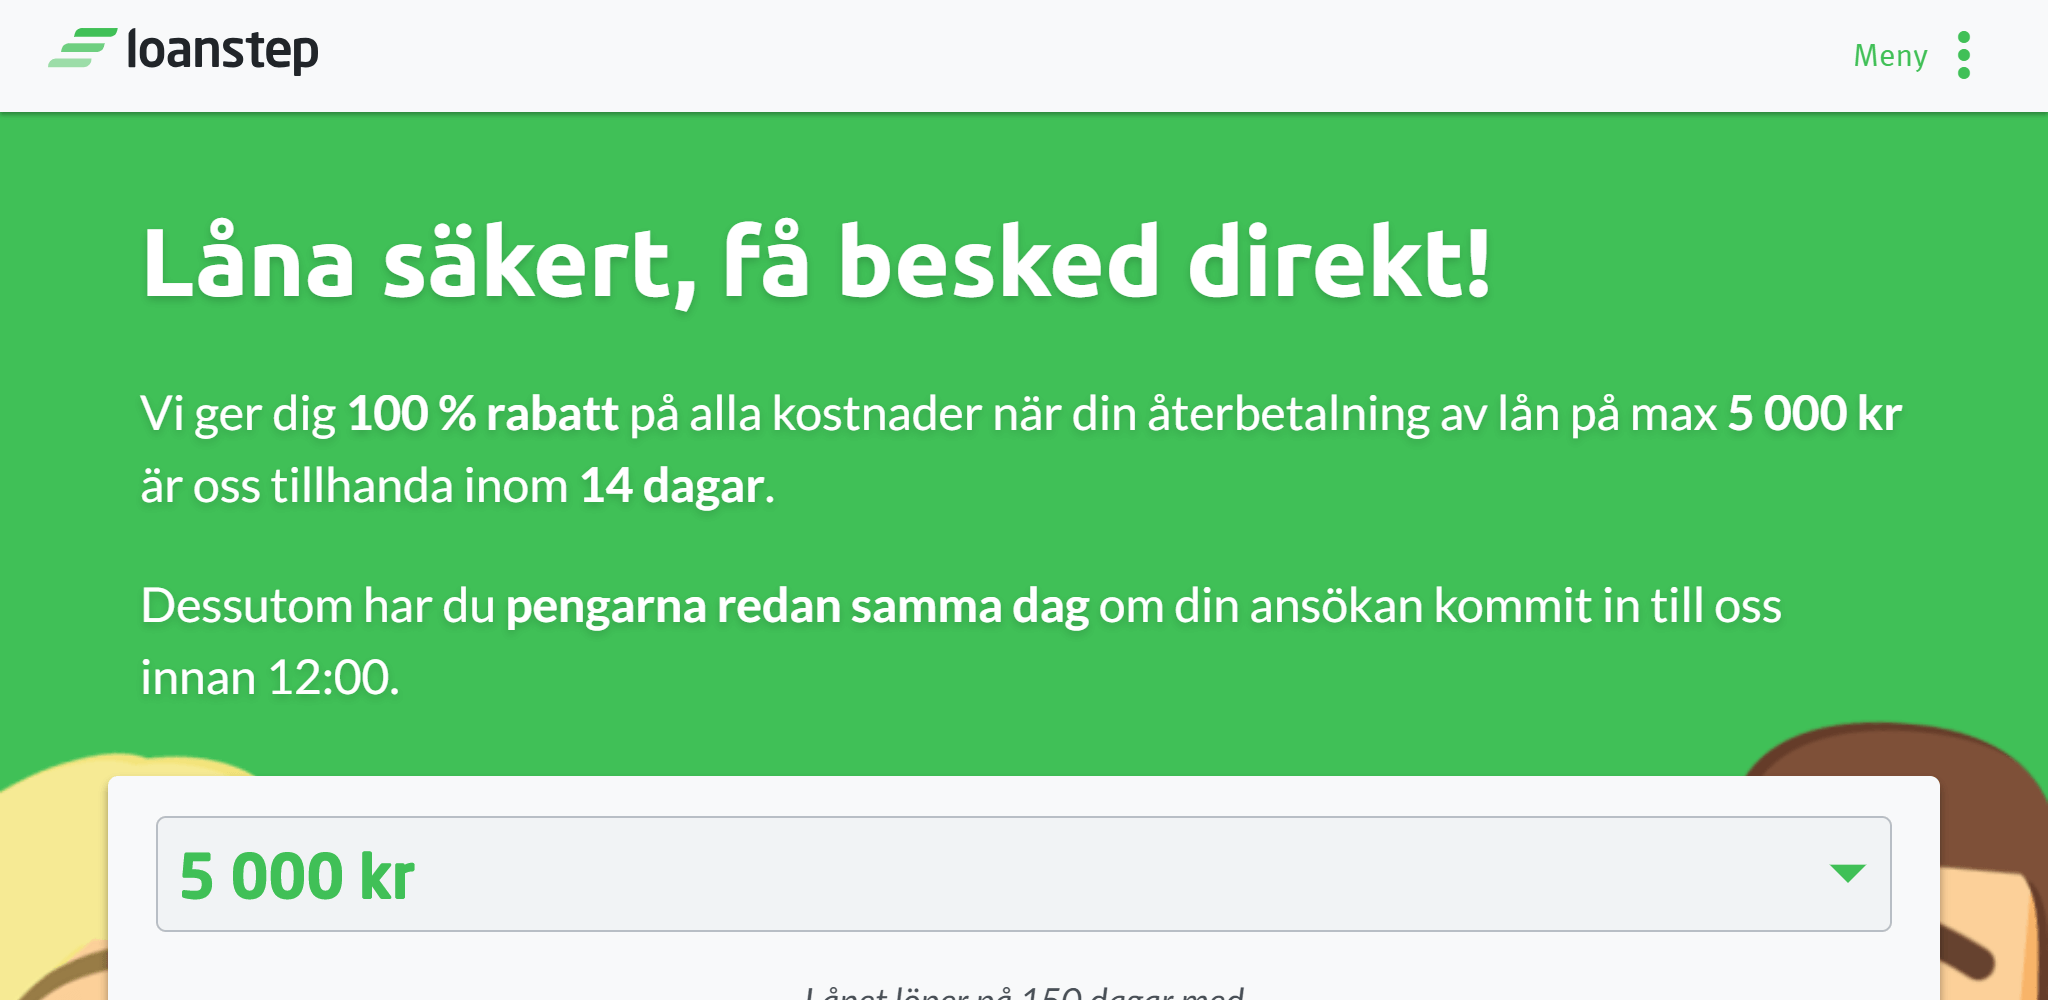 loanstep
Meny
Låna säkert, få besked direkt!
Vi ger dig 100 % rabatt på alla kostnader när din återbetalning av lån på max 5 000 kr
är oss tillhanda inom 14 dagar.
Dessutom har du pengarna redan samma dag om din ansökan kommit in till oss
innan 12:00.
5 000 kr
Lånet löper på 150 dagar med